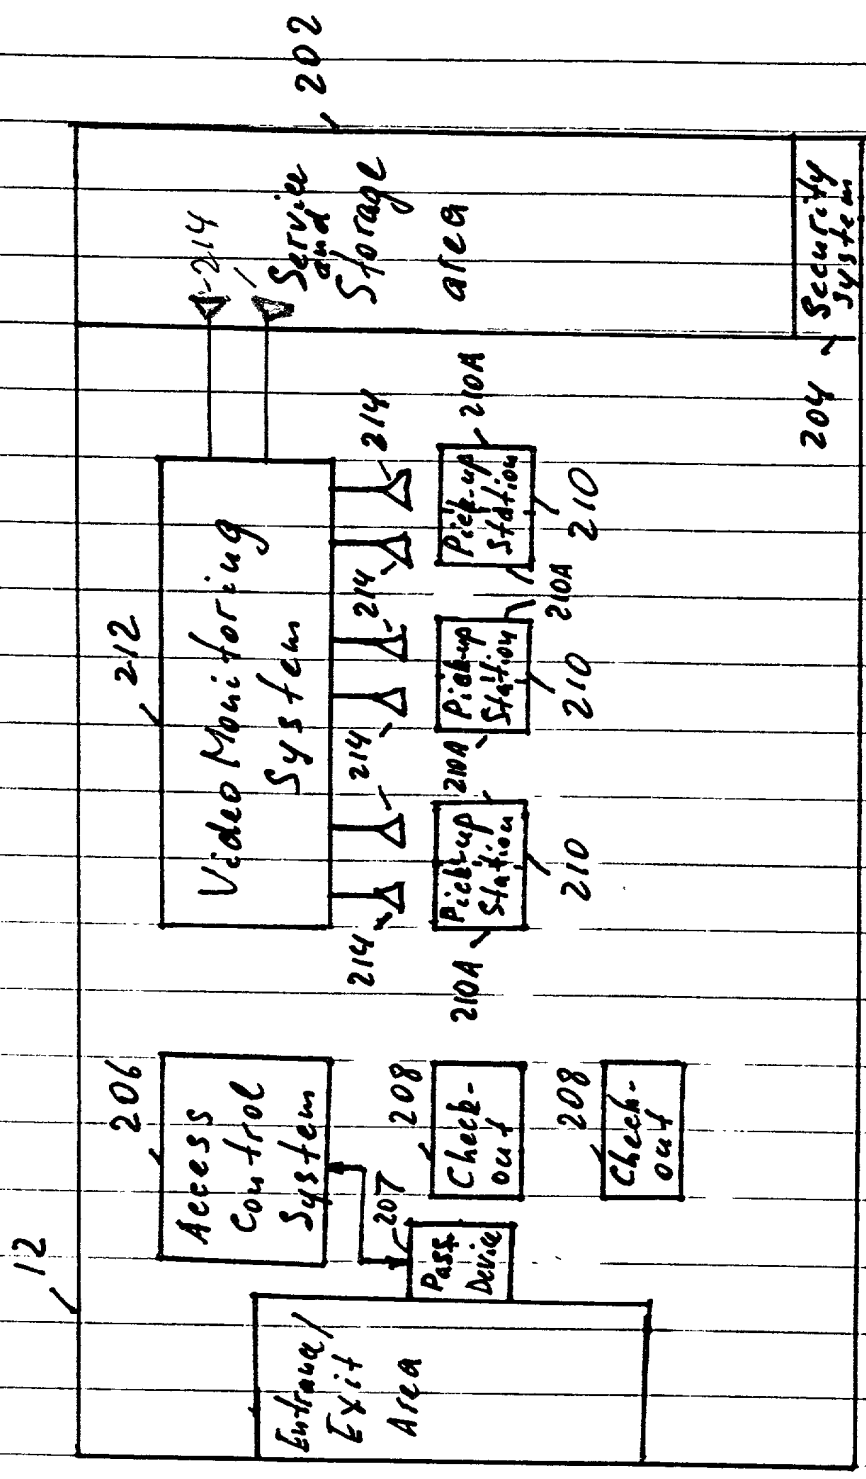 12
Entrance/
Exit
Area
Pass
Device
207
206
Access
Control
System
208
Check-
out
208
Check-
out
212
Video Monitoring
System
214
214
214
214
214
210A
Pick-up
Station
210
210A
Pick-up
Station
210
210A
Pick-up
Station
210
210A
202
Service
and
Storage
area
204
Security
System